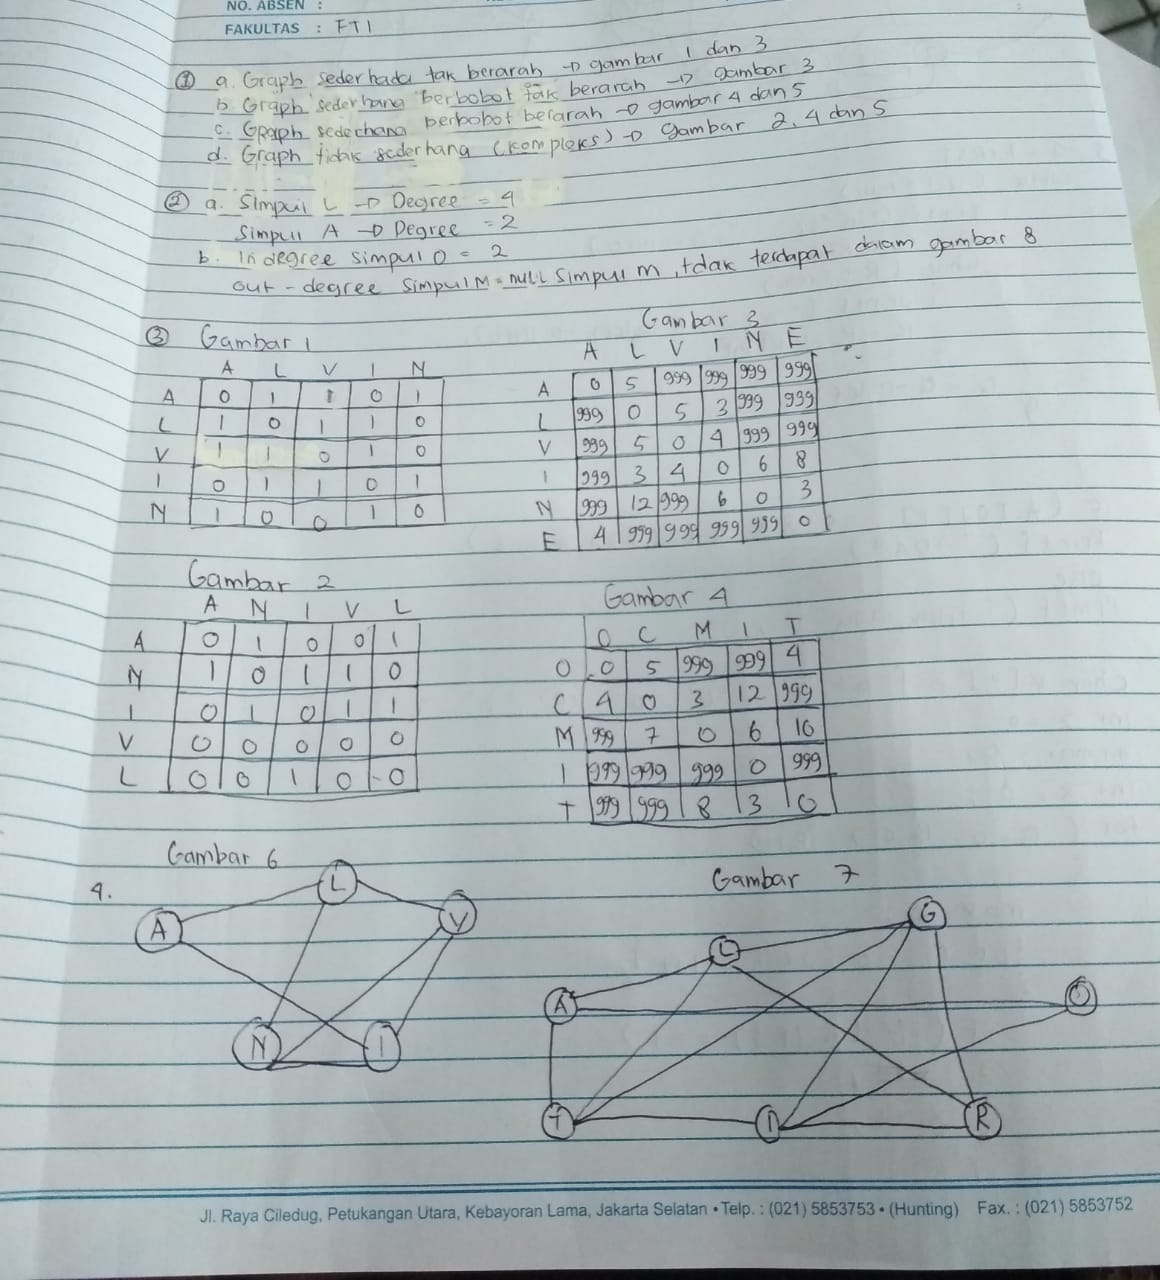 NO. ABSEN :
FAKULTAS : FTI
① a. Graph sederhada tak berarah → gambar 1 dan 3
b. Graph sederhana berbobot tak berarah → gambar 3
c. Graph sederhana berbobot berarah → gambar 4 dan 5
d. Graph tidak sederhana (kompleks) → gambar 2, 4 dan 5
② a. Simpul L → Degree = 4
Simpul A → Degree = 2
b. In degree simpul O = 2
out-degree simpul M = null simpul m, tdak terdapat dalam gambar 8
③ Gambar 1
A L V I N
A 0 1 1 0 1
L 1 0 1 1 0
V 1 1 0 1 0
I 0 1 1 0 1
N 1 0 0 1 0
Gambar 3
A L V I N E
A 0 5 999 999 999 999
L 999 0 5 3 999 999
V 999 5 0 4 999 999
I 999 3 4 0 6 8
N 999 12 999 6 0 3
E 4 999 999 999 999 0
Gambar 2
A N I V L
A 0 1 0 0 1
N 1 0 1 1 0
I 0 1 0 1 1
V 0 0 0 0 0
L 0 0 1 0 0
Gambar 4
O C M I T
O 0 5 999 999 4
C 4 0 3 12 999
M 999 7 0 6 16
I 999 999 999 0 999
T 999 999 8 3 0
4. Gambar 6
L
A V
N I
Gambar 7
G
L
A O
T I R
Jl. Raya Ciledug, Petukangan Utara, Kebayoran Lama, Jakarta Selatan • Telp. : (021) 5853753 • (Hunting) Fax. : (021) 5853752